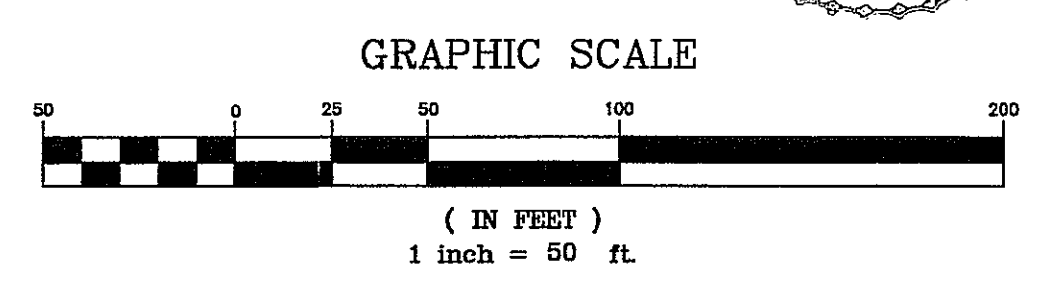 GRAPHIC SCALE
50 0 25 50 100 200
( IN FEET )
1 inch = 50 ft.